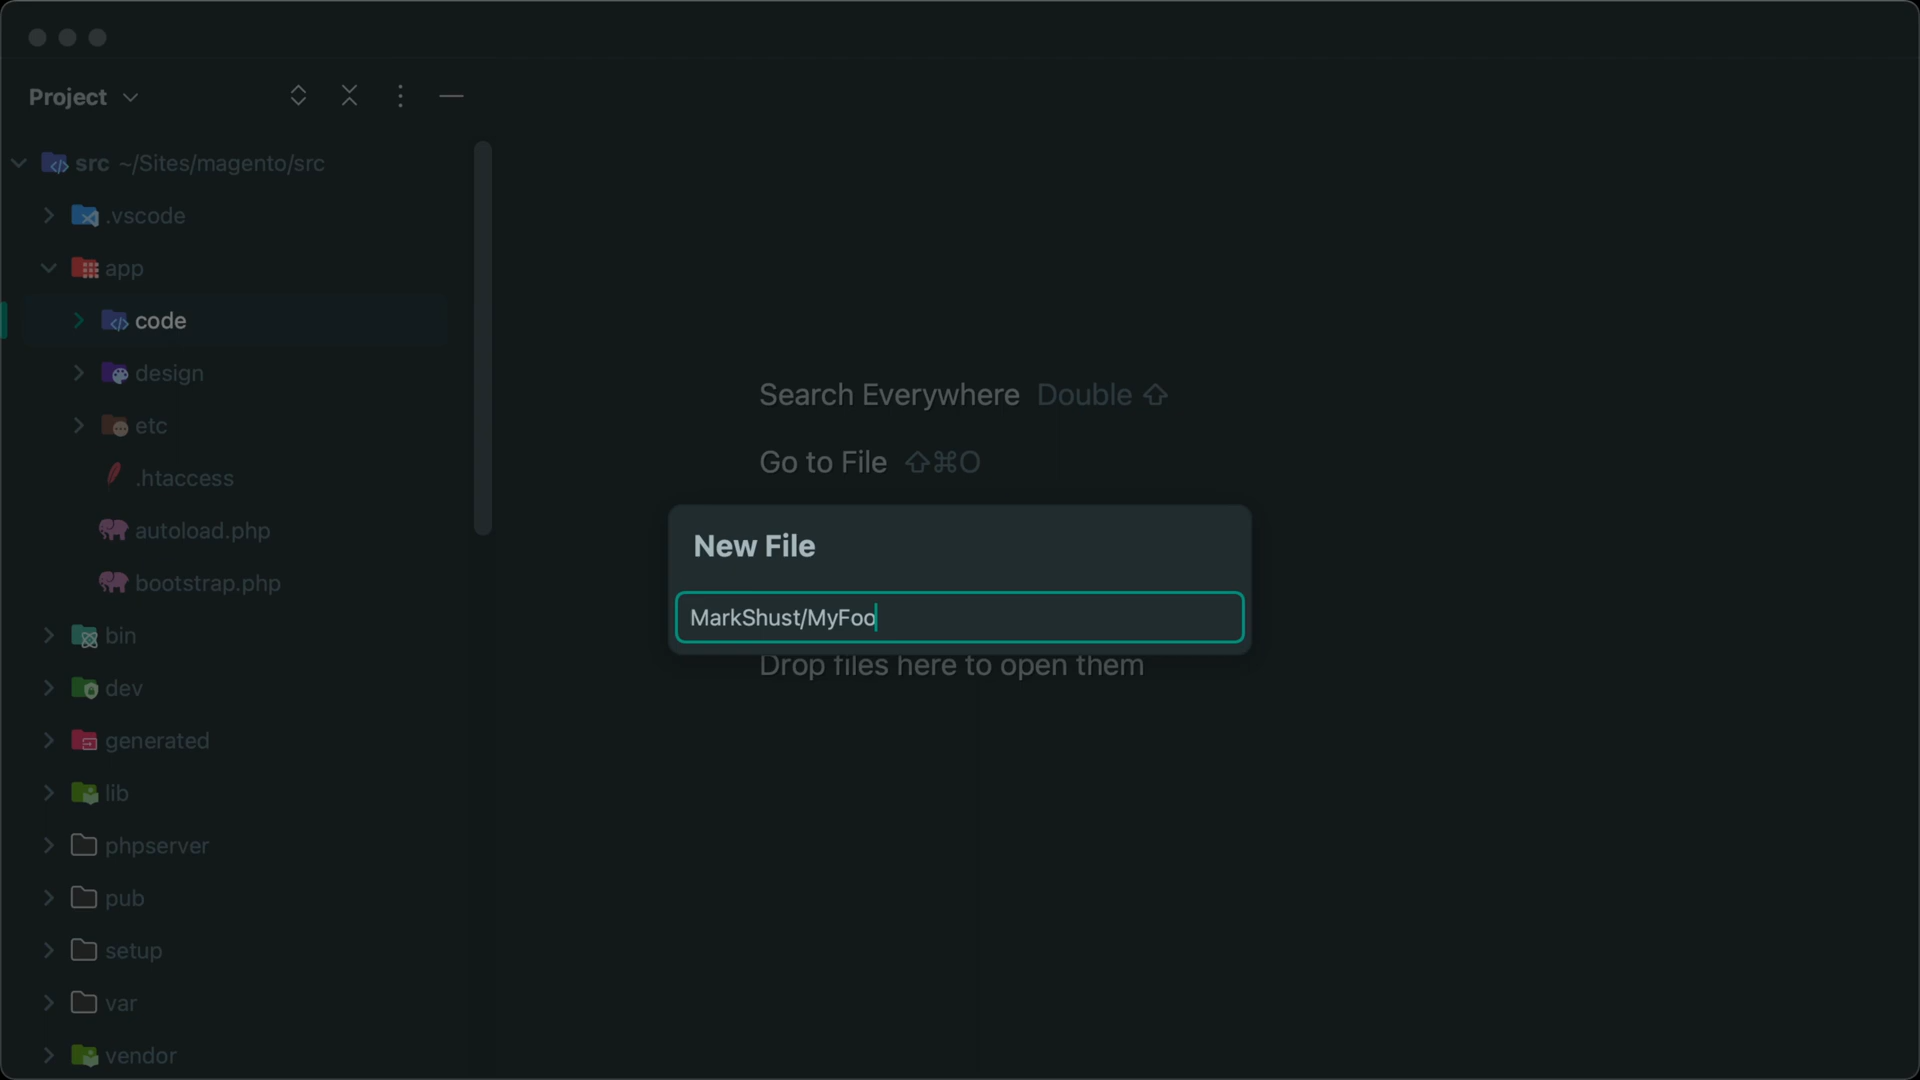 Project
src ~/Sites/magento/src
.vscode
app
code
design
etc
.htaccess
autoload.php
bootstrap.php
bin
dev
generated
lib
phpserver
pub
setup
var
vendor
Search Everywhere Double ⇧
Go to File ⇧⌘O
New File
MarkShust/MyFoo
Drop files here to open them